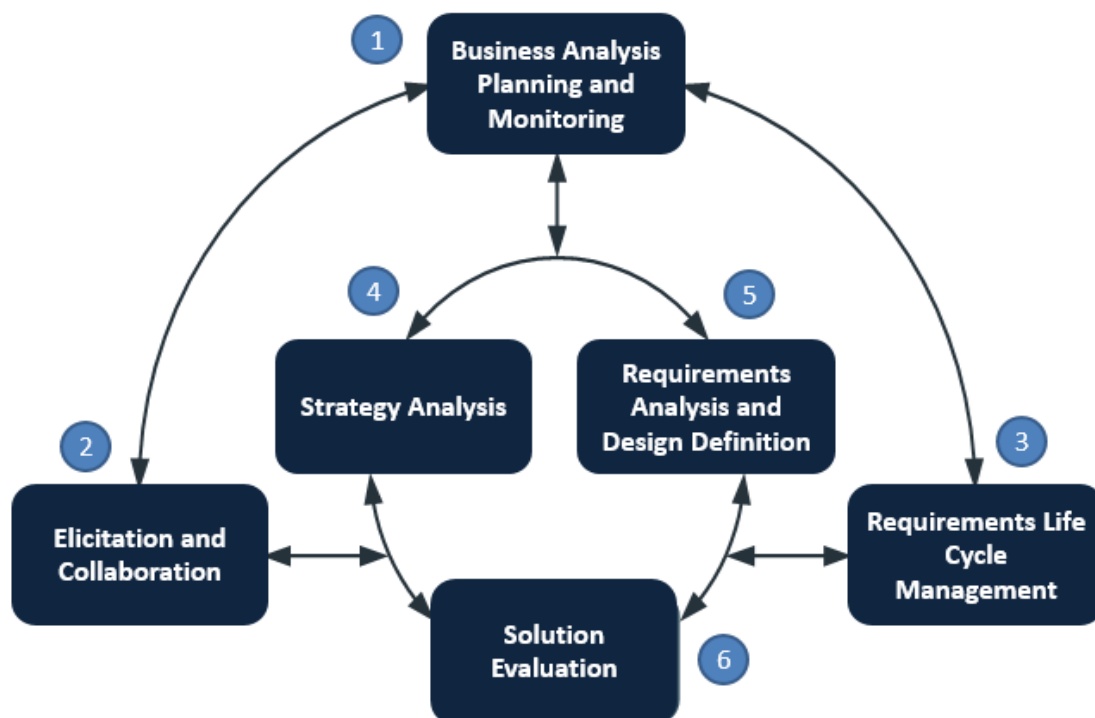 1
Business Analysis
Planning and
Monitoring
4
5
Strategy Analysis
Requirements
Analysis and
Design Definition
2
3
Elicitation and
Collaboration
Requirements Life
Cycle
Management
Solution
Evaluation
6